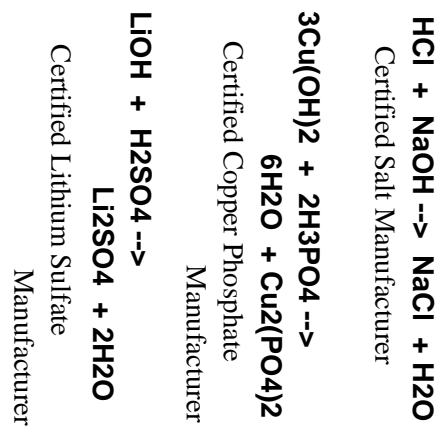 HCl + NaOH --> NaCl + H2O
Certified Salt Manufacturer
3Cu(OH)2 + 2H3PO4 -->
6H2O + Cu2(PO4)2
Certified Copper Phosphate
Manufacturer
LiOH + H2SO4 -->
Li2SO4 + 2H2O
Certified Lithium Sulfate
Manufacturer